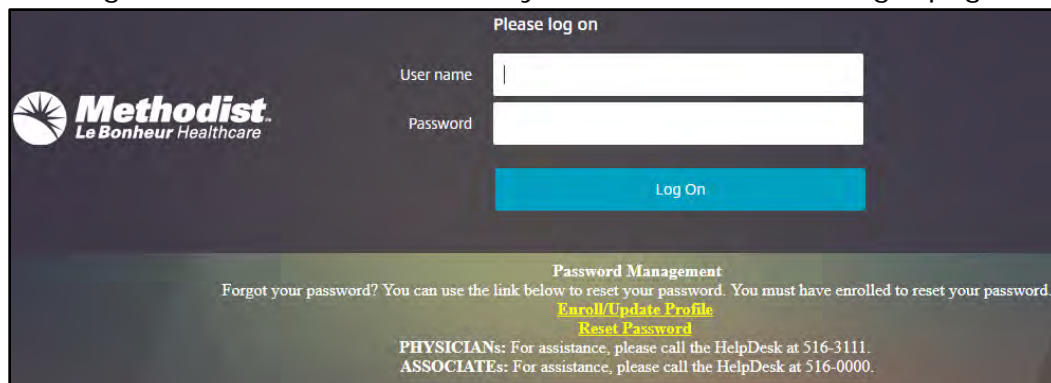 Please log on
User name
Methodist
Le Bonheur Healthcare
Password
Log On
Password Management
Forgot your password? You can use the link below to reset your password. You must have enrolled to reset your password.
Enroll/Update Profile
Reset Password
PHYSICIANs: For assistance, please call the HelpDesk at 516-3111.
ASSOCIATEs: For assistance, please call the HelpDesk at 516-0000.